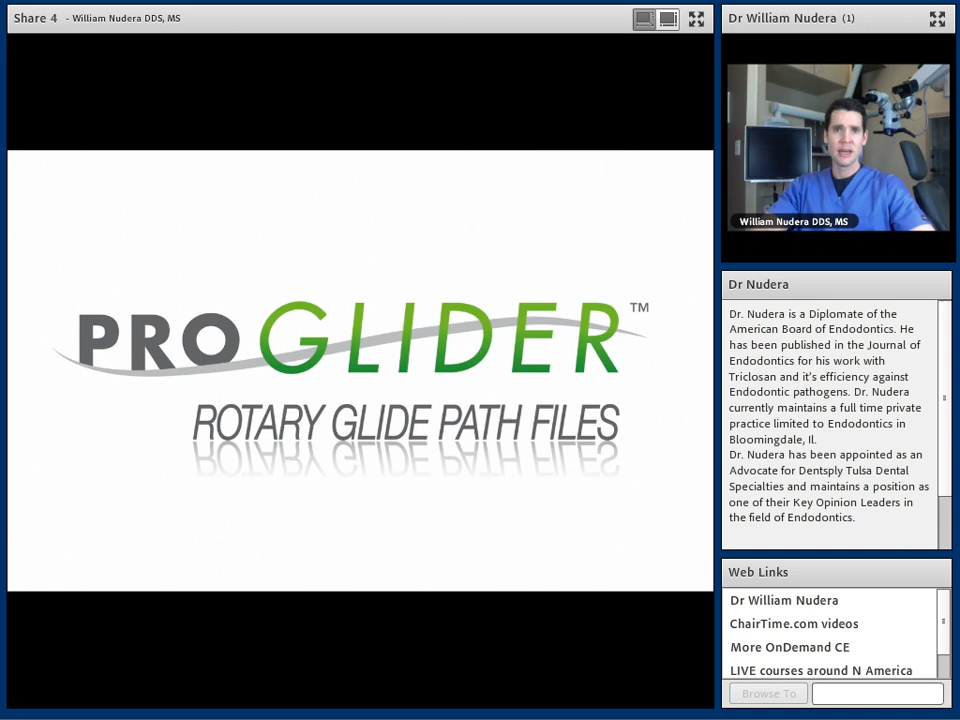 Share 4 - William Nudera DDS, MS
PRO GLIDER™
ROTARY GLIDE PATH FILES
Dr William Nudera (1)
William Nudera DDS, MS
Dr Nudera
Dr. Nudera is a Diplomate of the
American Board of Endodontics. He
has been published in the Journal of
Endodontics for his work with
Triclosan and it's efficiency against
Endodontic pathogens. Dr. Nudera
currently maintains a full time private
practice limited to Endodontics in
Bloomingdale, Il.
Dr. Nudera has been appointed as an
Advocate for Dentsply Tulsa Dental
Specialties and maintains a position as
one of their Key Opinion Leaders in
the field of Endodontics.
Web Links
Dr William Nudera
ChairTime.com videos
More OnDemand CE
LIVE courses around N America
Browse To